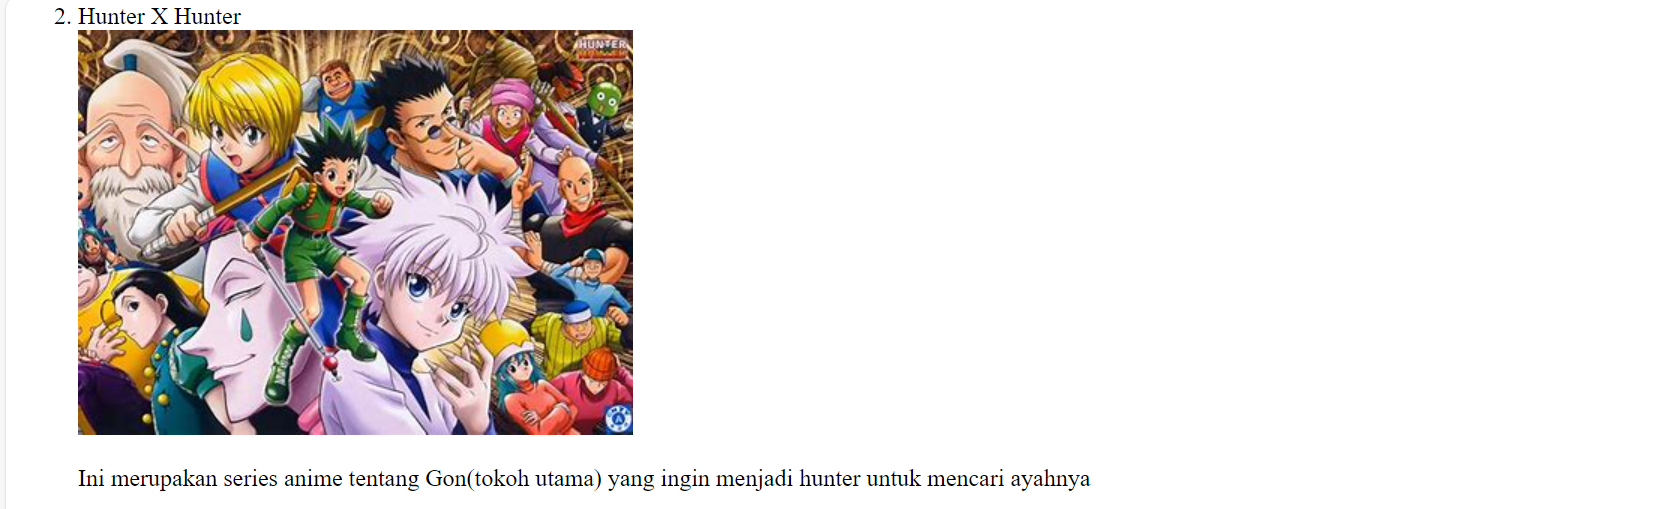 2. Hunter X Hunter
HUNTER
Ini merupakan series anime tentang Gon(tokoh utama) yang ingin menjadi hunter untuk mencari ayahnya